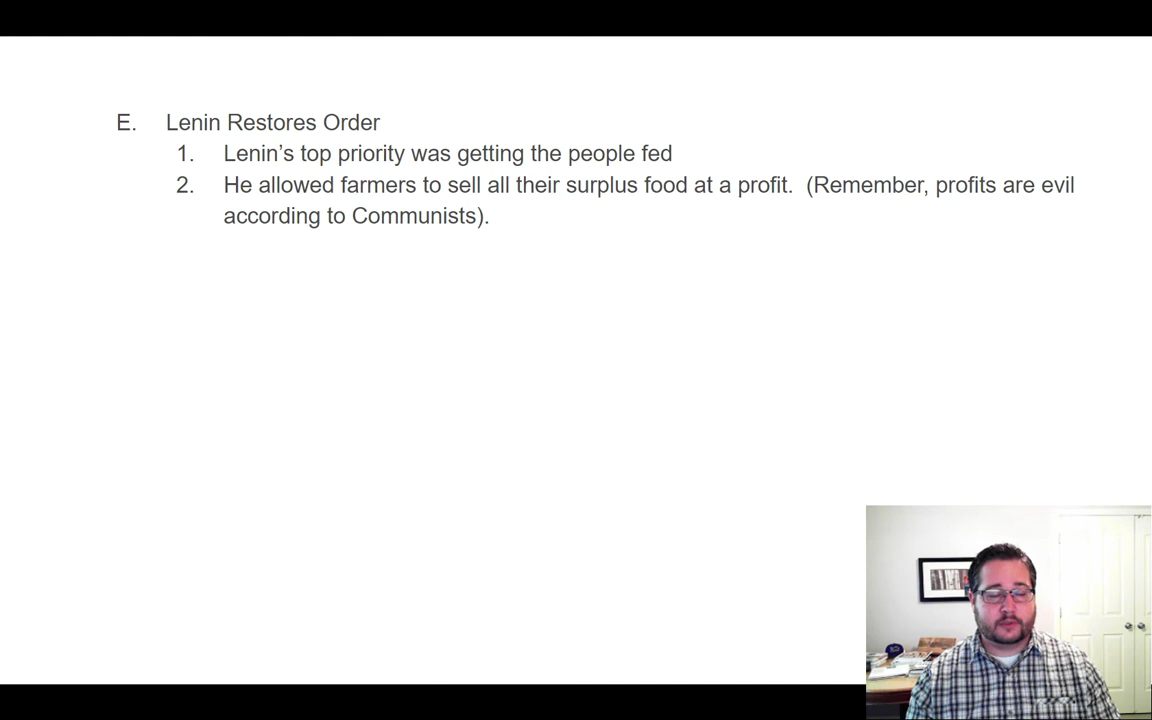 E. Lenin Restores Order
1. Lenin’s top priority was getting the people fed
2. He allowed farmers to sell all their surplus food at a profit.  (Remember, profits are evil
according to Communists).